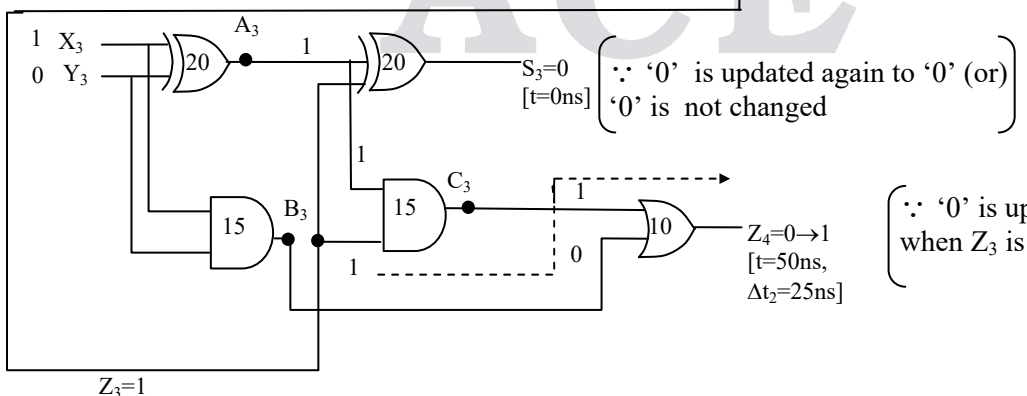 ACE
A3
1 X3
0 Y3
20
1
20
S3=0
[t=0ns]
∵ ‘0’ is updated again to ‘0’ (or)
‘0’ is not changed
1
15
B3
15
C3
1
1
0
10
Z4=0→1
[t=50ns,
Δt2=25ns]
∵ ‘0’ is up
when Z3 is
Z3=1